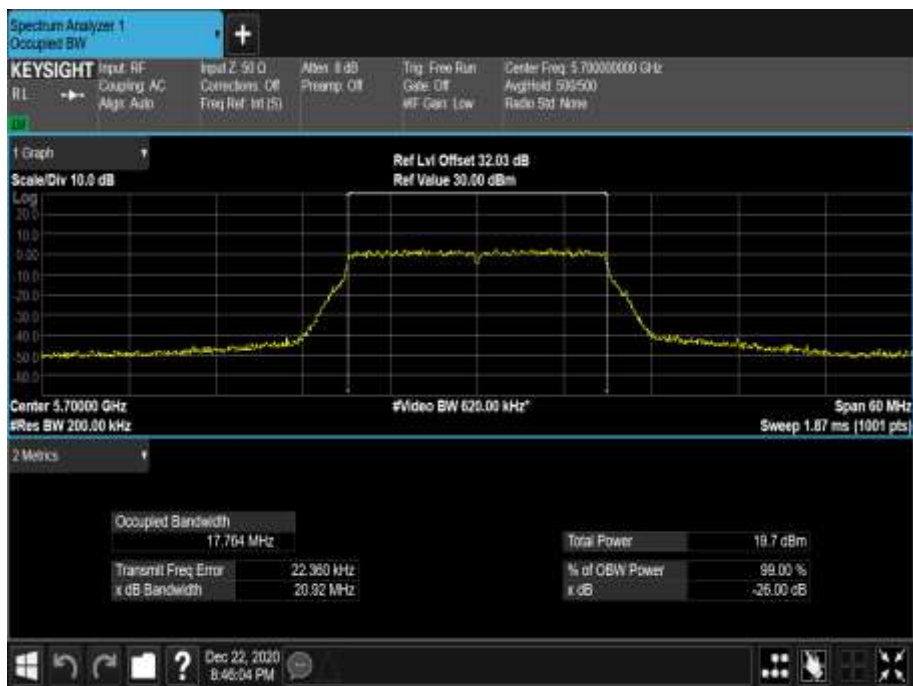 Spectrum Analyzer 1
Occupied BW
+
KEYSIGHT
RL
Input: RF
Coupling: AC
Align: Auto
Input Z: 50 Ω
Corrections: Off
Freq Ref: Int (S)
Atten: 8 dB
Preamp: Off
Trig: Free Run
Gate: Off
#IF Gain: Low
Center Freq: 5.700000000 GHz
Avg|Hold: 500/500
Radio Std: None
1 Graph
Scale/Div 10.0 dB
Ref Lvl Offset 32.03 dB
Ref Value 30.00 dBm
Log
20.0
10.0
0.00
-10.0
-20.0
-30.0
-40.0
-50.0
-60.0
Center 5.70000 GHz
#Res BW 200.00 kHz
#Video BW 620.00 kHz*
Span 60 MHz
Sweep 1.87 ms (1001 pts)
2 Metrics
Occupied Bandwidth
17.764 MHz
Transmit Freq Error 22.360 kHz
x dB Bandwidth 20.92 MHz
Total Power 19.7 dBm
% of OBW Power 99.00 %
x dB -26.00 dB
?
Dec 22, 2020
8:46:04 PM